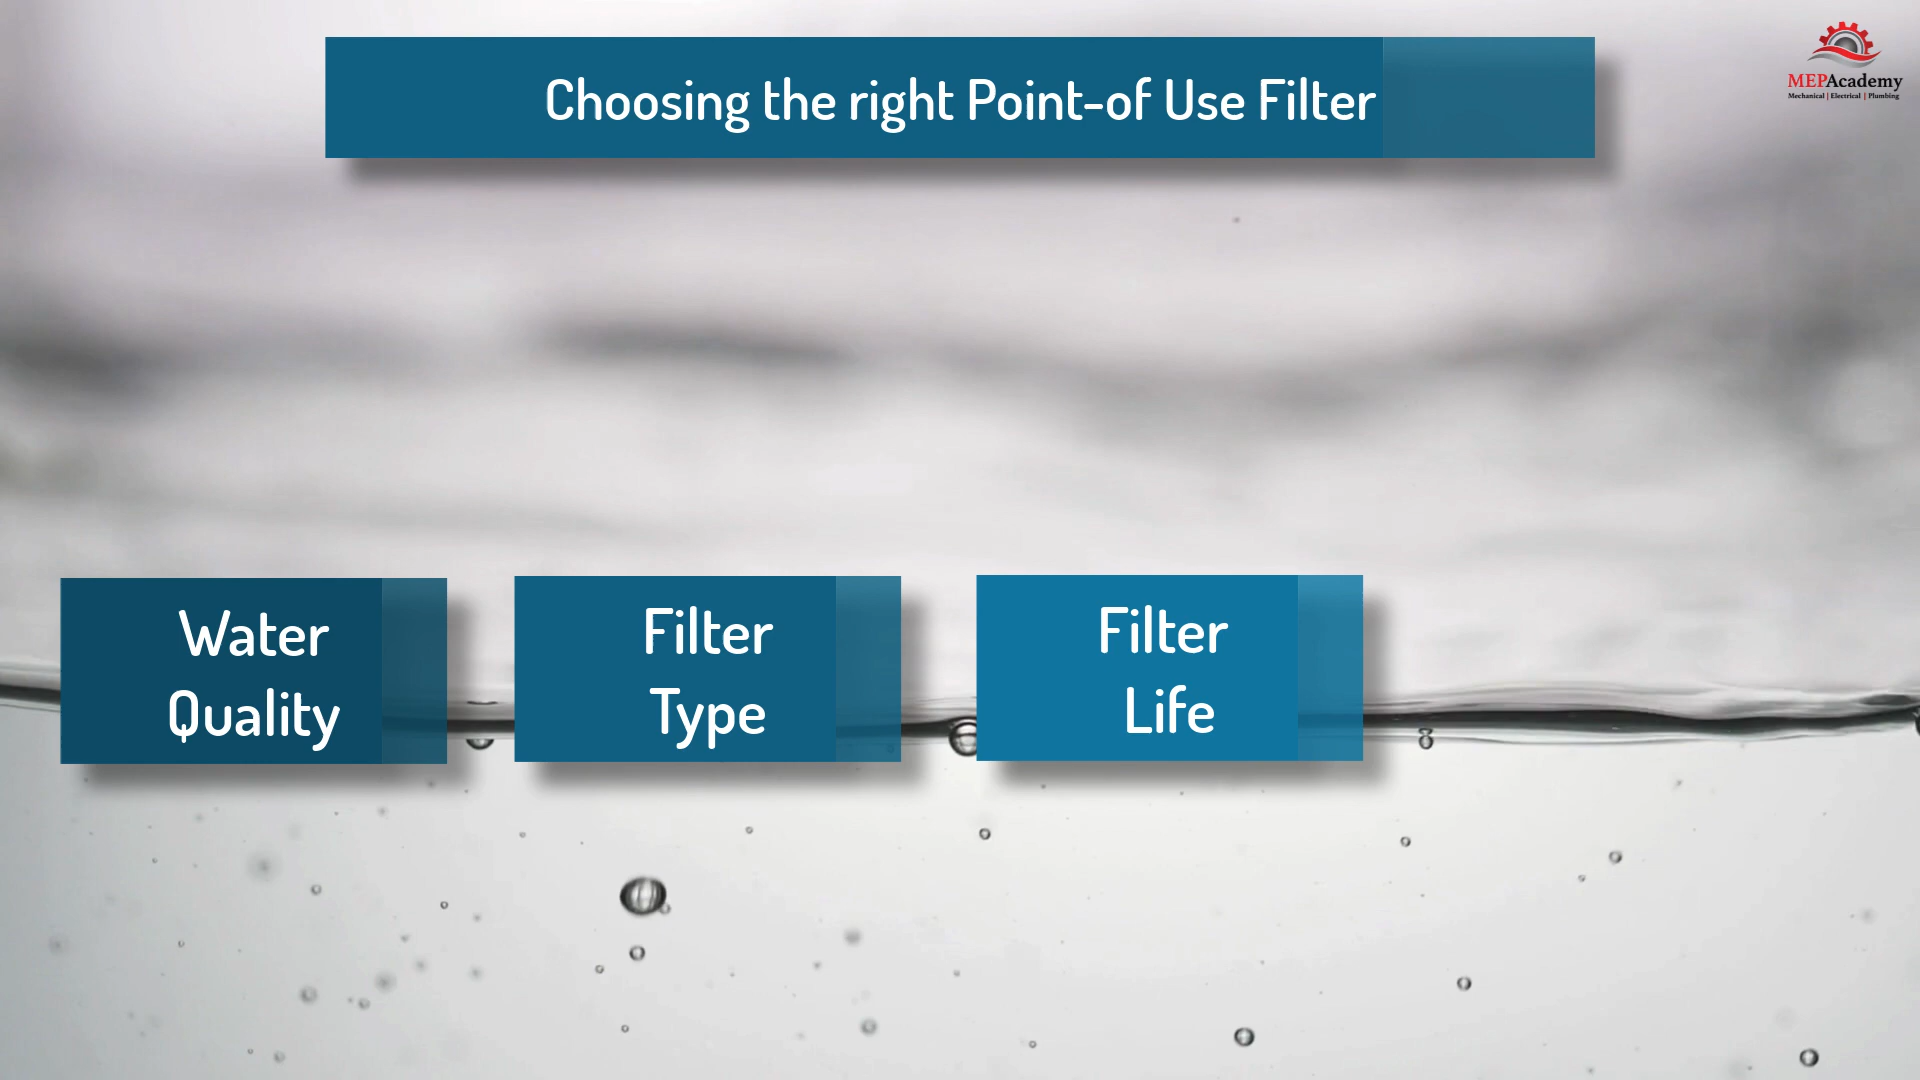 Choosing the right Point-of Use Filter
MEPAcademy
Mechanical | Electrical | Plumbing
Water
Quality
Filter
Type
Filter
Life